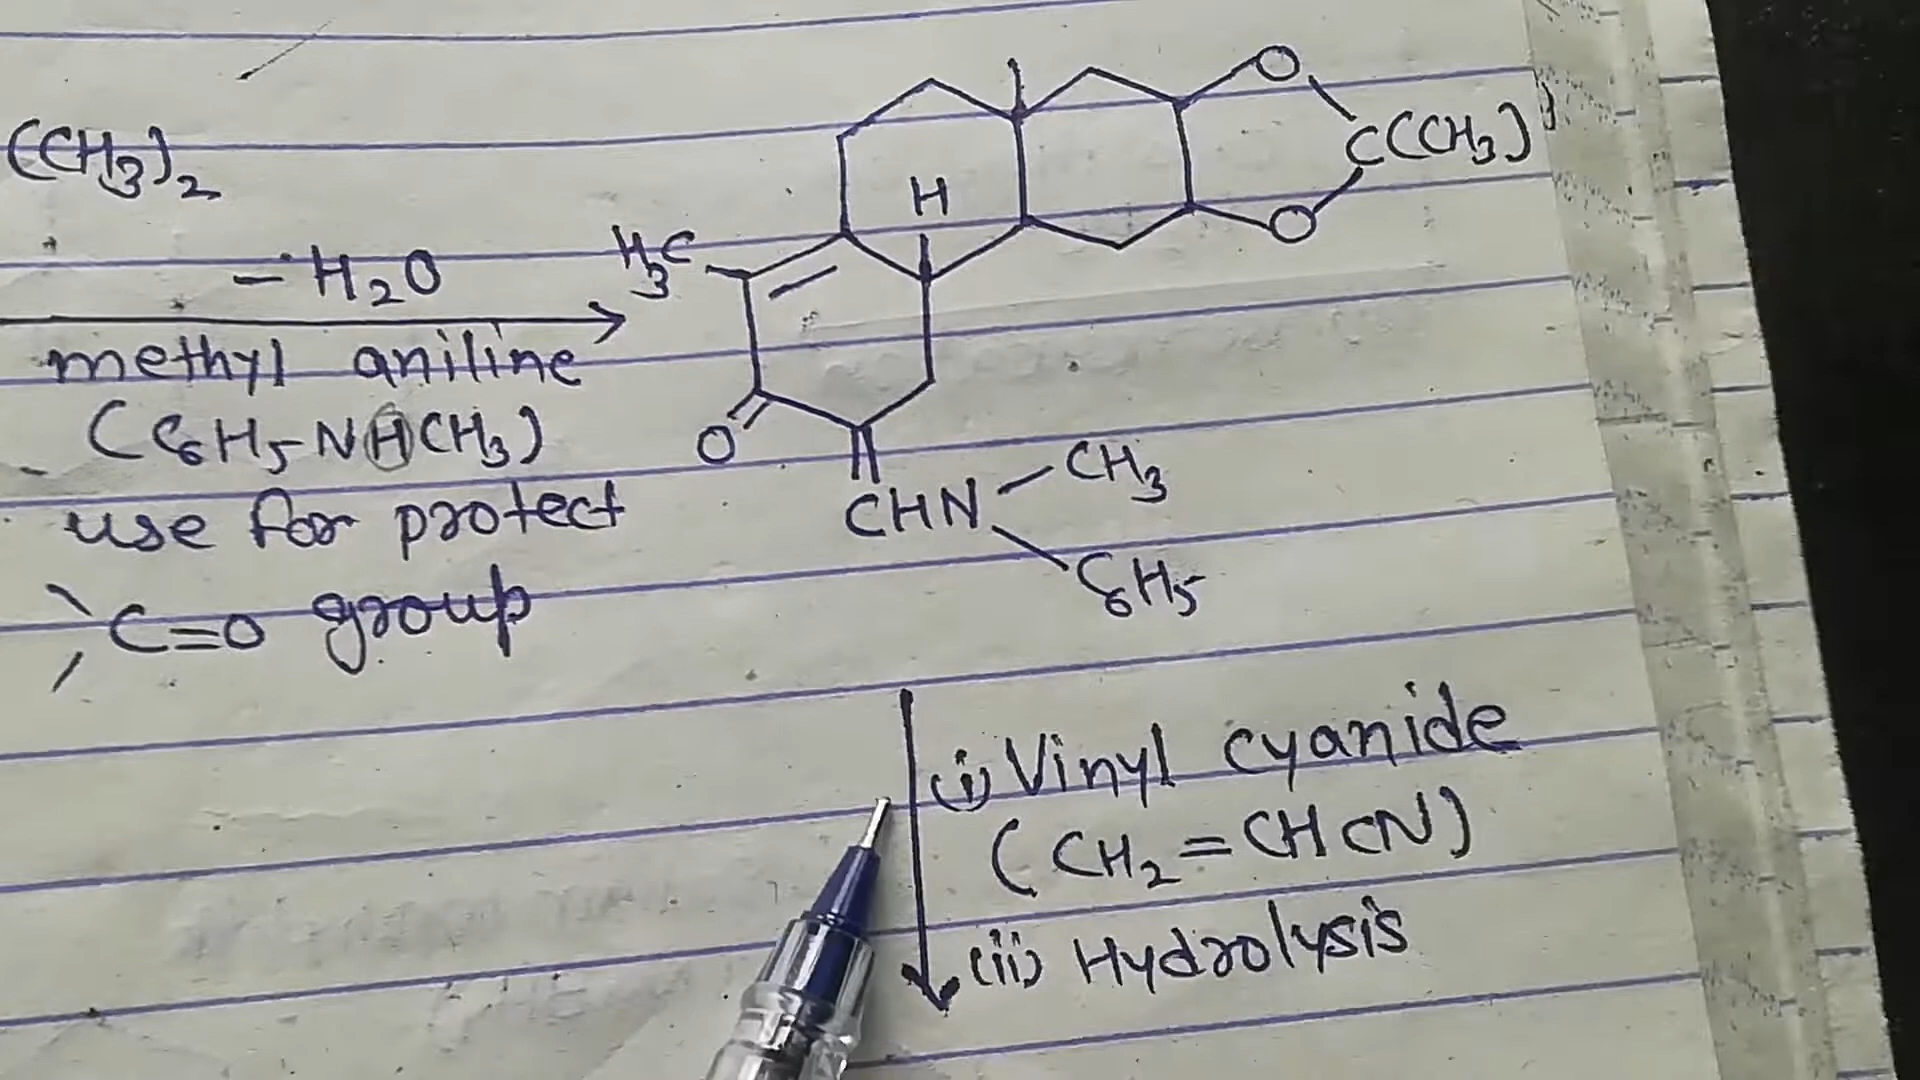 (CH3)2
- H2O
methyl aniline
(C6H5-NHCH3)
use for protect
C=O group
O
C(CH3)
O
H
H3C
O
CHN
CH3
C6H5
(i) Vinyl cyanide
(CH2=CHCN)
(ii) Hydrolysis